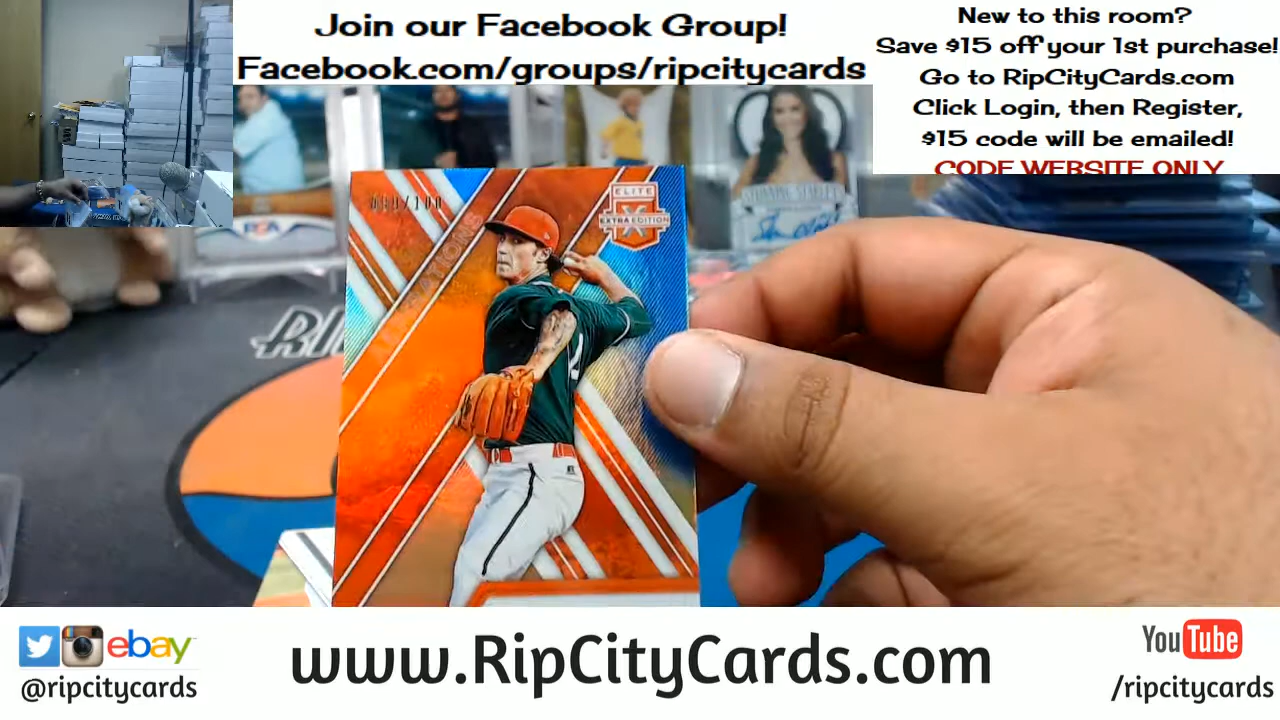 Join our Facebook Group!
Facebook.com/groups/ripcitycards
New to this room?
Save $15 off your 1st purchase!
Go to RipCityCards.com
Click Login, then Register,
$15 code will be emailed!
CODE WEBSITE ONLY
ELITE
EXTRA EDITION
ebay
@ripcitycards
www.RipCityCards.com
YouTube
/ripcitycards